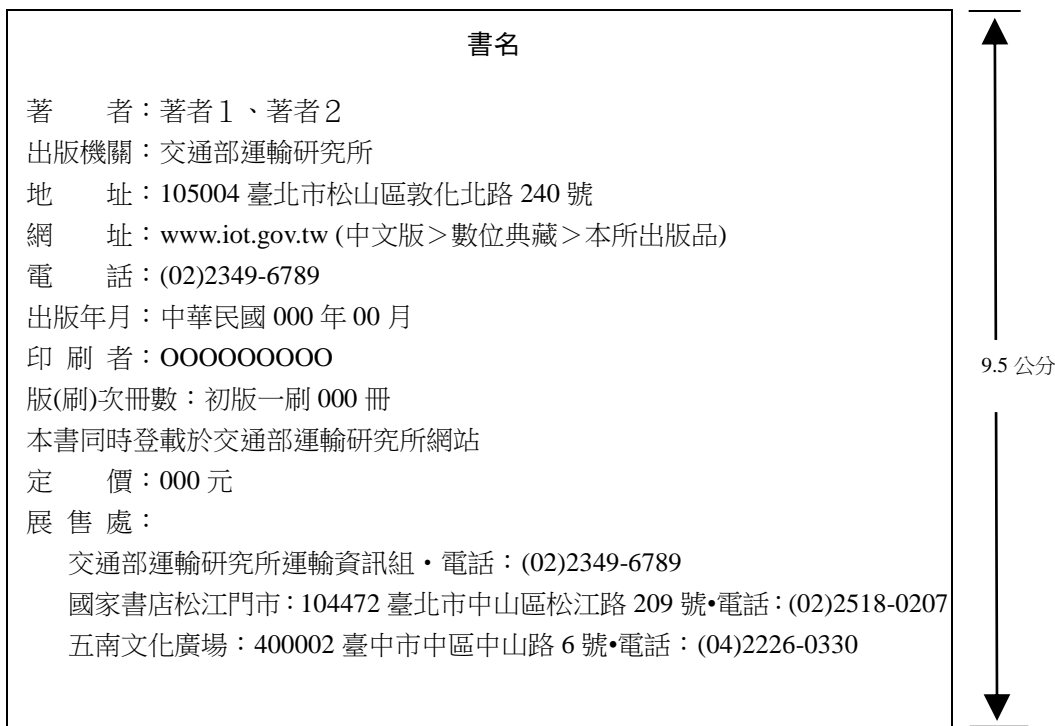 書名
著　　者：著者１、著者２
出版機關：交通部運輸研究所
地　　址：105004 臺北市松山區敦化北路 240 號
網　　址：www.iot.gov.tw (中文版＞數位典藏＞本所出版品)
電　　話：(02)2349-6789
出版年月：中華民國 000 年 00 月
印 刷 者：OOOOOOOOO
版(刷)次冊數：初版一刷 000 冊
本書同時登載於交通部運輸研究所網站
定　　價：000 元
展 售 處：
交通部運輸研究所運輸資訊組•電話：(02)2349-6789
國家書店松江門市：104472 臺北市中山區松江路 209 號•電話：(02)2518-0207
五南文化廣場：400002 臺中市中區中山路 6 號•電話：(04)2226-0330
9.5 公分